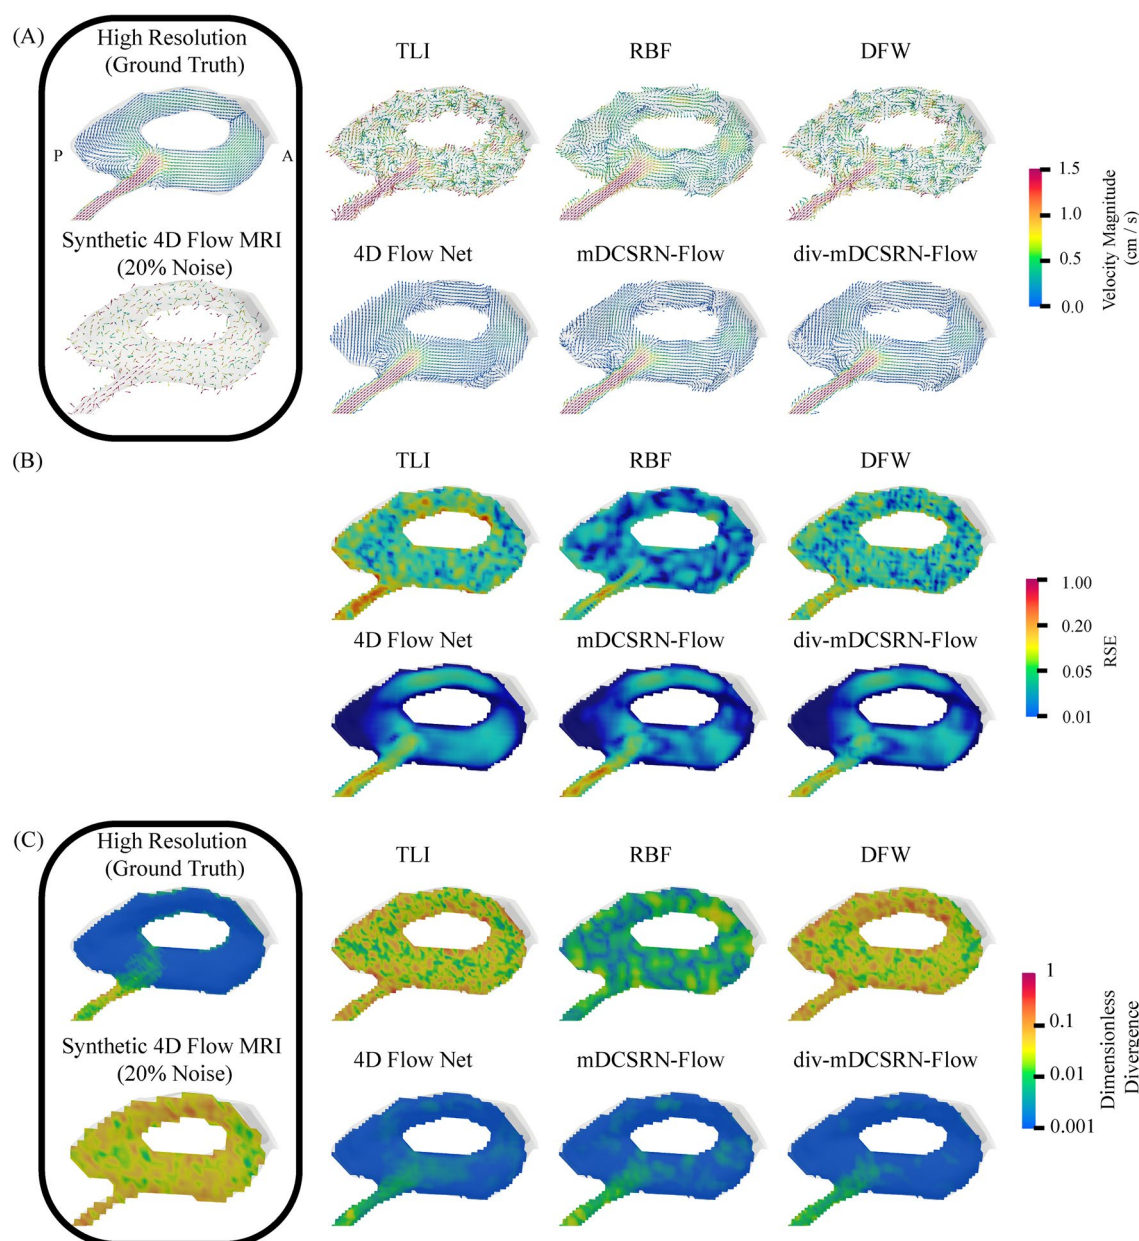 (A)
High Resolution
(Ground Truth)
TLI
RBF
DFW
P
A
Synthetic 4D Flow MRI
(20% Noise)
4D Flow Net
mDCSRN-Flow
div-mDCSRN-Flow
1.5
1.0
0.5
0.0
Velocity Magnitude
(cm / s)
(B)
TLI
RBF
DFW
4D Flow Net
mDCSRN-Flow
div-mDCSRN-Flow
1.00
0.20
0.05
0.01
RSE
(C)
High Resolution
(Ground Truth)
TLI
RBF
DFW
Synthetic 4D Flow MRI
(20% Noise)
4D Flow Net
mDCSRN-Flow
div-mDCSRN-Flow
1
0.1
0.01
0.001
Dimensionless
Divergence